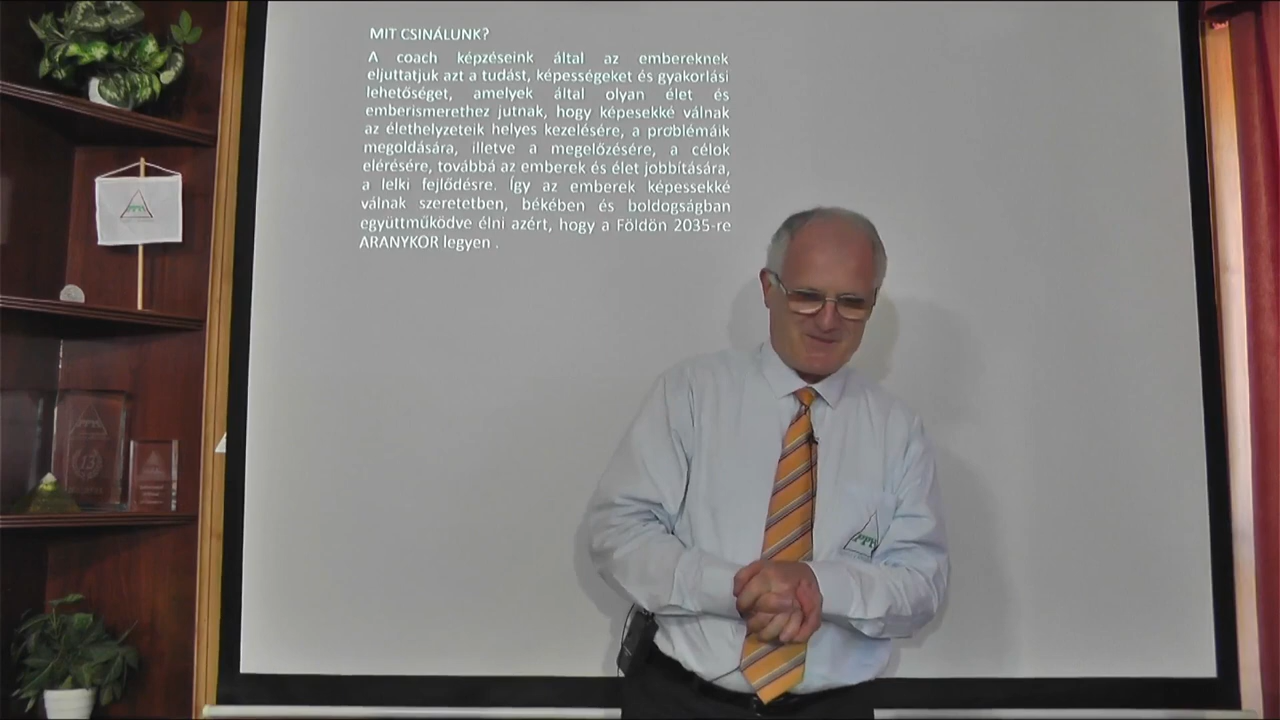 MIT CSINÁLUNK?
A coach képzéseink által az embereknek
eljuttatjuk azt a tudást, képességeket és gyakorlási
lehetőséget, amelyek által olyan élet és
emberismerethez jutnak, hogy képesekké válnak
az élethelyzeteik helyes kezelésére, a problémáik
megoldására, illetve a megelőzésére, a célok
elérésére, továbbá az emberek és élet jobbítására,
a lelki fejlődésre. Így az emberek képessekké
válnak szeretetben, békében és boldogságban
együttműködve élni azért, hogy a Földön 2035-re
ARANYKOR legyen .
13